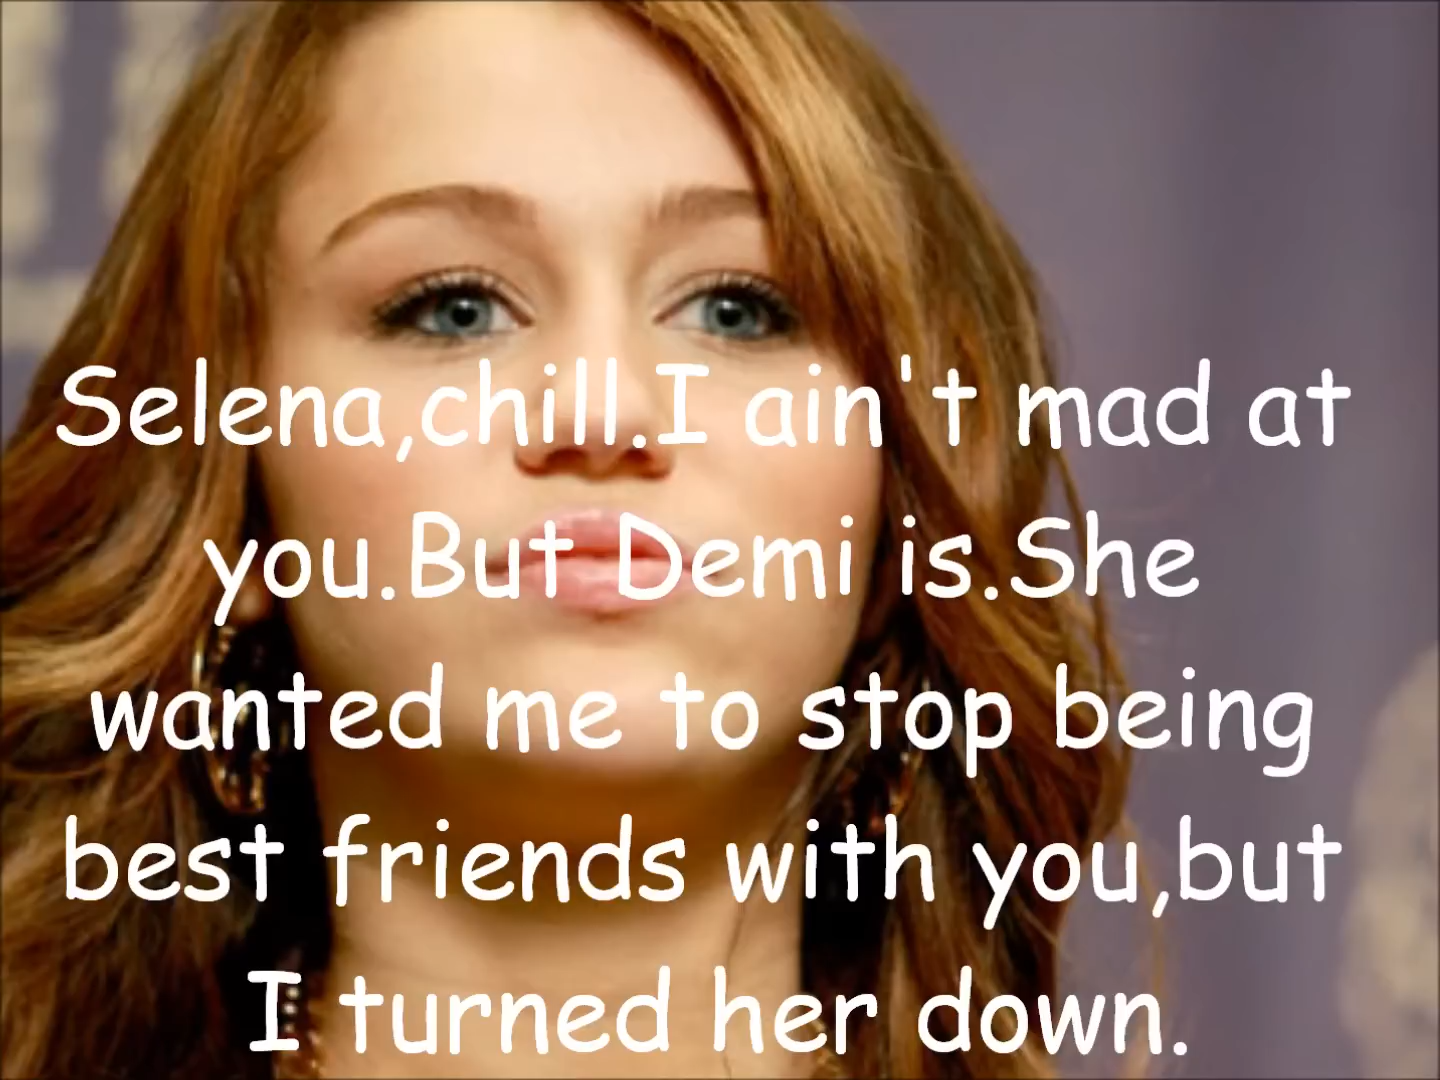 Selena,chill.I ain't mad at
you.But Demi is.She
wanted me to stop being
best friends with you,but
I turned her down.